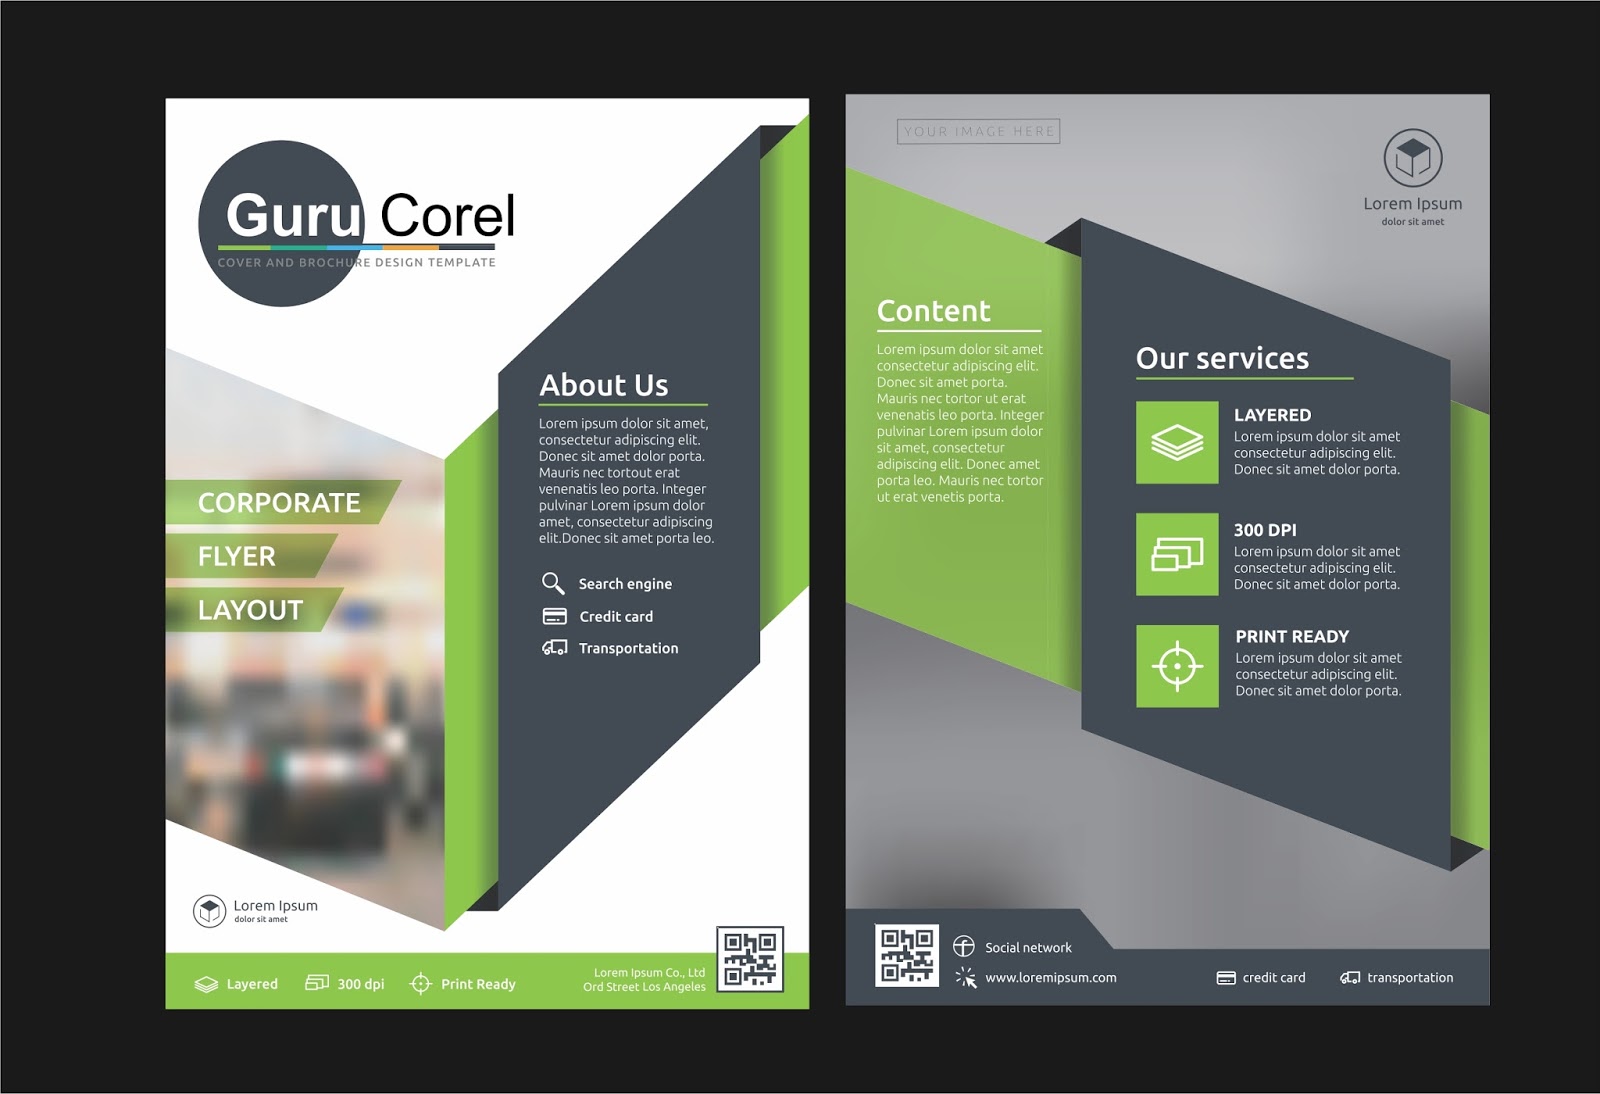 Guru Corel
COVER AND BROCHURE DESIGN TEMPLATE
CORPORATE
FLYER
LAYOUT
About Us
Lorem ipsum dolor sit amet,
consectetur adipiscing elit.
Donec sit amet dolor porta.
Mauris nec tortout erat
venenatis leo porta. Integer
pulvinar Lorem ipsum dolor
amet, consectetur adipiscing
elit.Donec sit amet porta leo.
Search engine
Credit card
Transportation
Lorem Ipsum
dolor sit amet
Layered
300 dpi
Print Ready
Lorem Ipsum Co., Ltd
Ord Street Los Angeles
YOUR IMAGE HERE
Lorem Ipsum
dolor sit amet
Content
Lorem ipsum dolor sit amet
consectetur adipiscing elit.
Donec sit amet porta.
Mauris nec tortor ut erat
venenatis leo porta. Integer
pulvinar Lorem ipsum dolor
sit amet, consectetur
adipiscing elit. Donec amet
porta leo. Mauris nec tortor
ut erat venetis porta.
Our services
LAYERED
Lorem ipsum dolor sit amet
consectetur adipiscing elit.
Donec sit amet dolor porta.
300 DPI
Lorem ipsum dolor sit amet
consectetur adipiscing elit.
Donec sit amet dolor porta.
PRINT READY
Lorem ipsum dolor sit amet
consectetur adipiscing elit.
Donec sit amet dolor porta.
Social network
www.loremipsum.com
credit card
transportation